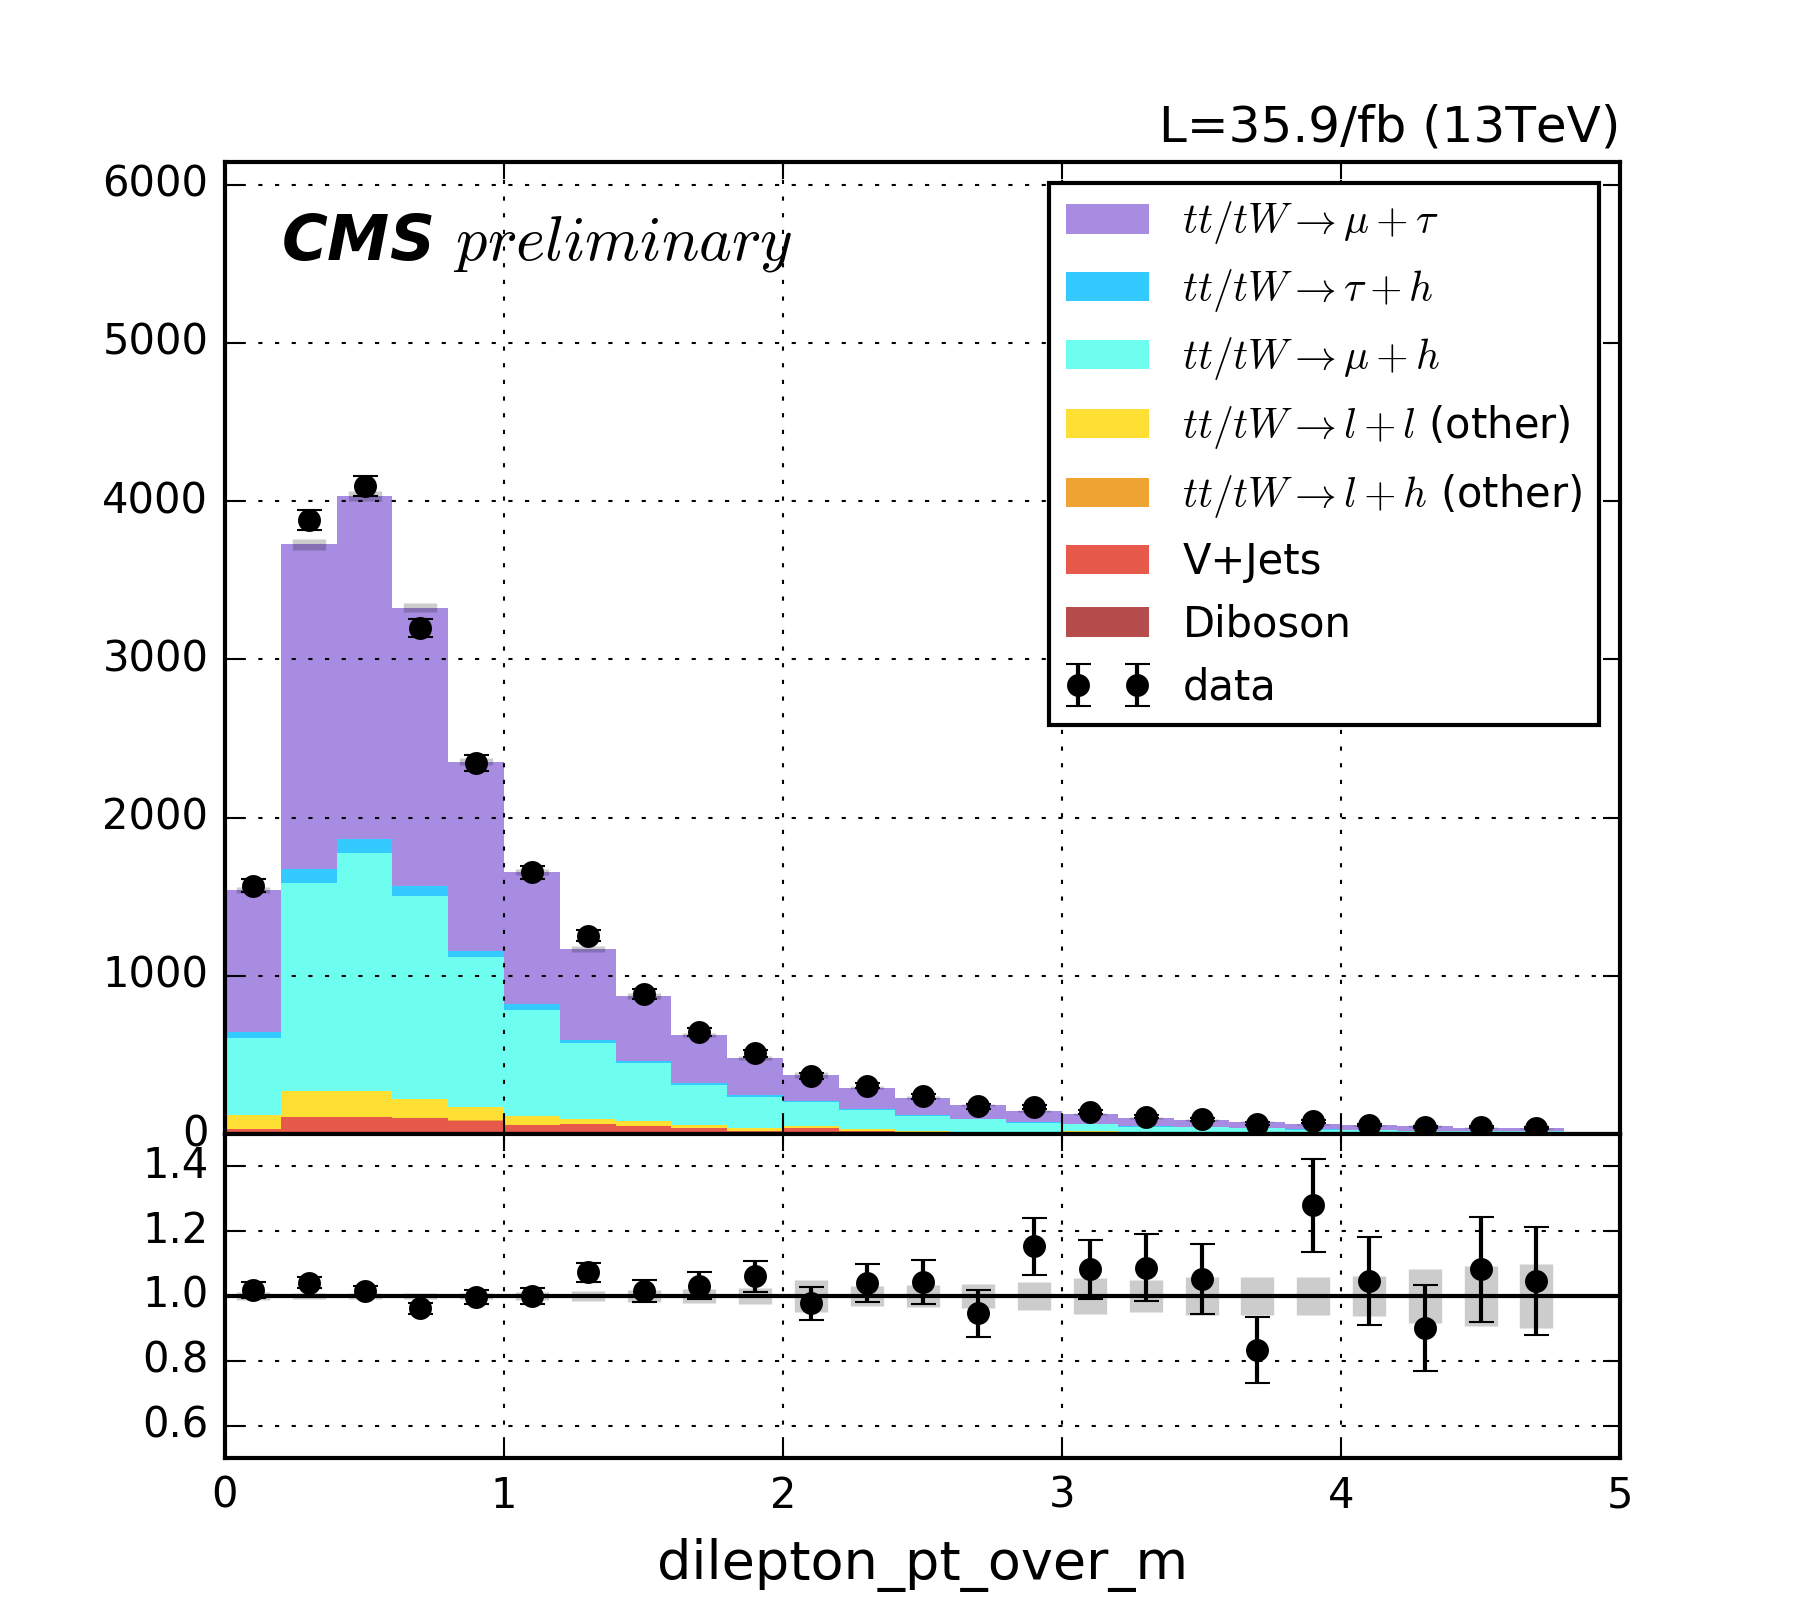 L=35.9/fb (13TeV)
CMS preliminary
6000
5000
4000
3000
2000
1000
0
tt/tW→μ+τ
tt/tW→τ+h
tt/tW→μ+h
tt/tW→l+l (other)
tt/tW→l+h (other)
V+Jets
Diboson
data
1.4
1.2
1.0
0.8
0.6
0 1 2 3 4 5
dilepton_pt_over_m